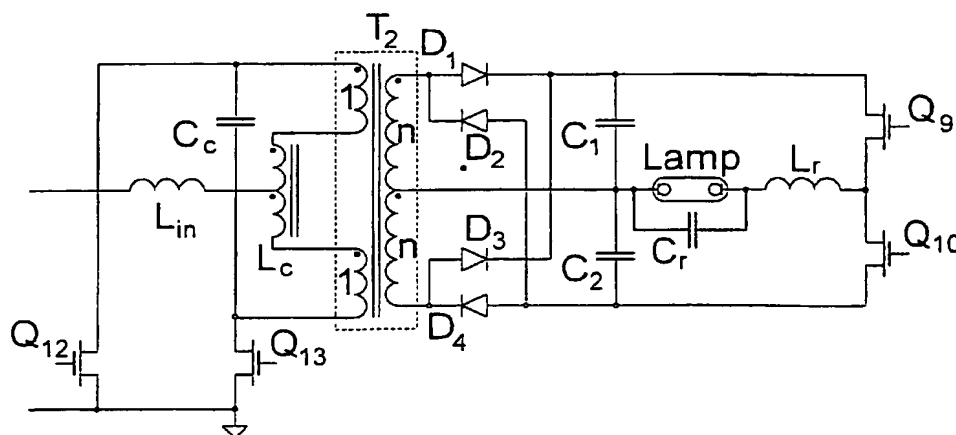 T2
D1
1
n
Cc
D2
C1
Q9
Lamp
Lr
Lin
Lc
1
n
D3
C2
Cr
Q10
D4
Q12
Q13